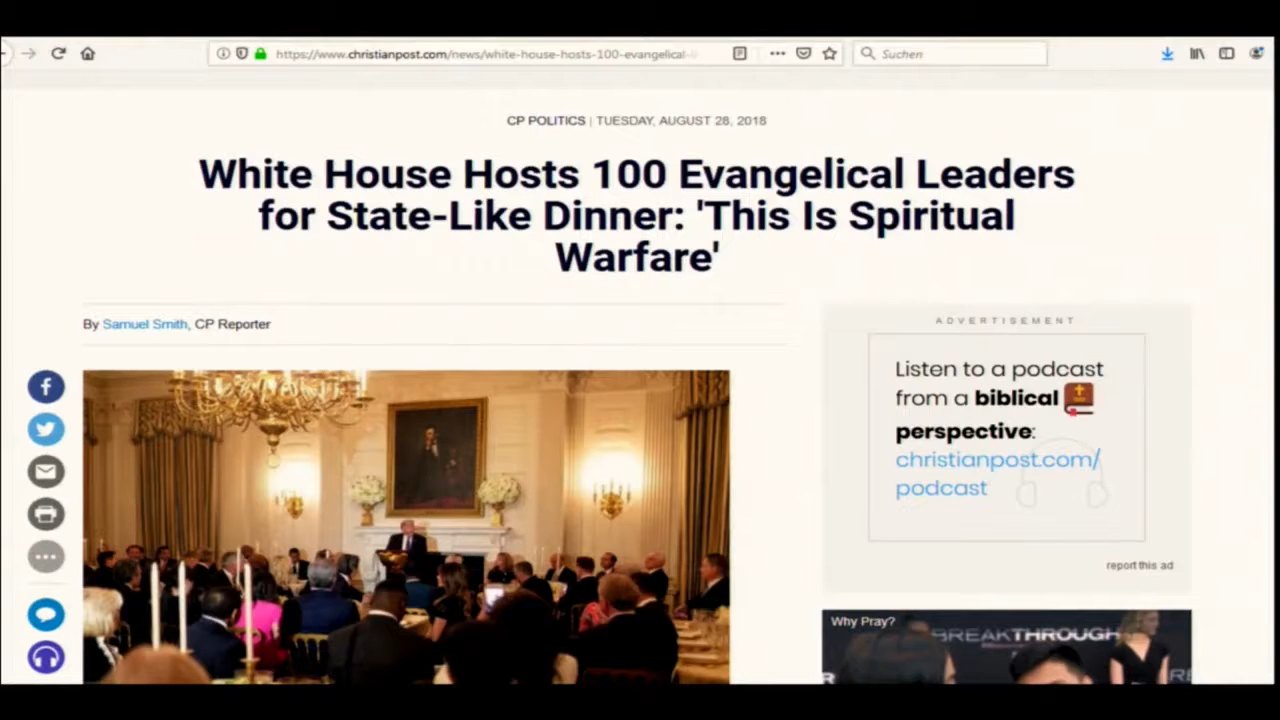 https://www.christianpost.com/news/white-house-hosts-100-evangelical-
Suchen
CP POLITICS | TUESDAY, AUGUST 28, 2018
White House Hosts 100 Evangelical Leaders
for State-Like Dinner: 'This Is Spiritual
Warfare'
By Samuel Smith, CP Reporter
ADVERTISEMENT
Listen to a podcast
from a biblical
perspective:
christianpost.com/
podcast
report this ad
Why Pray?
BREAKTHROUGH